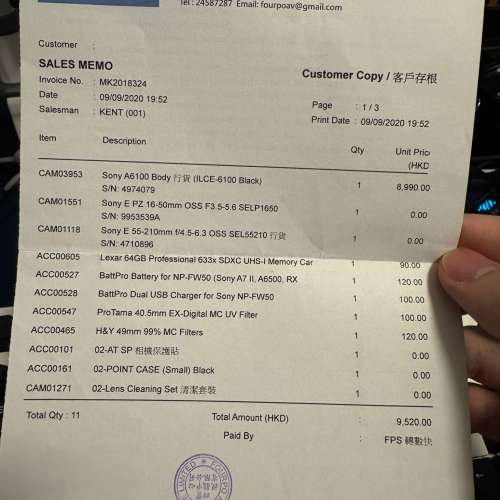 Tel : 24587287 Email: fourpoav@gmail.com
Customer :
SALES MEMO
Customer Copy / 客戶存根
Invoice No. : MK2016324
Date : 09/09/2020 19:52
Page : 1 / 3
Salesman : KENT (001)
Print Date : 09/09/2020 19:52
Item Description Qty Unit Pric
(HKD
CAM03953 Sony A6100 Body 行貨 (ILCE-6100 Black) 1 8,990.00
S/N: 4974079
CAM01551 Sony E PZ 16-50mm OSS F3.5-5.6 SELP1650 1 0.00
S/N: 9953539A
CAM01118 Sony E 55-210mm f/4.5-6.3 OSS SEL55210 行貨 1 0.00
S/N: 4710896
ACC00605 Lexar 64GB Professional 633x SDXC UHS-I Memory Car 1 90.00
ACC00527 BattPro Battery for NP-FW50 (Sony A7 II, A6500, RX 1 120.00
ACC00528 BattPro Dual USB Charger for Sony NP-FW50 1 100.00
ACC00547 ProTama 40.5mm EX-Digital MC UV Filter 1 100.00
ACC00465 H&Y 49mm 99% MC Filters 1 120.00
ACC00101 02-AT SP 相機保護貼 1 0.00
ACC00161 02-POINT CASE (Small) Black 1 0.00
CAM01271 02-Lens Cleaning Set 清潔套裝 1 0.00
Total Qty : 11 Total Amount (HKD) : 9,520.00
Paid By : FPS 轉數快
LIMITED ★ FOURPO